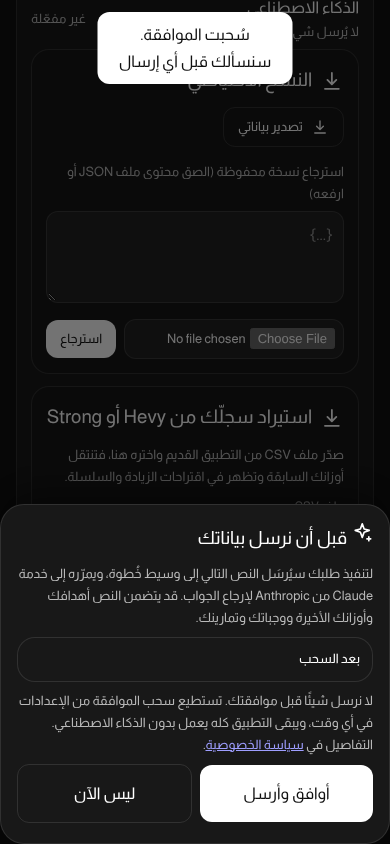 الذكاء الاصطناعي
غير مفعّلة
لا يُرسل شي
سُحبت الموافقة.
سنسألك قبل أي إرسال
تصدير بياناتي
استرجاع نسخة محفوظة (الصق محتوى ملف JSON أو
ارفعه)
{...}
Choose File No file chosen
استرجاع
استيراد سجلّك من Hevy أو Strong
صدّر ملف CSV من التطبيق القديم واختره هنا، فتنتقل
أوزانك السابقة وتظهر في اقتراحات الزيادة والسلسلة.
قبل أن نرسل بياناتك
لتنفيذ طلبك سيُرسَل النص التالي إلى وسيط خُطوة، ويمرّره إلى خدمة
Claude من Anthropic لإرجاع الجواب. قد يتضمن النص أهدافك
وأوزانك الأخيرة ووجباتك وتمارينك.
بعد السحب
لا نرسل شيئًا قبل موافقتك. تستطيع سحب الموافقة من الإعدادات
في أي وقت، ويبقى التطبيق كله يعمل بدون الذكاء الاصطناعي.
التفاصيل في سياسة الخصوصية.
أوافق وأرسل
ليس الآن